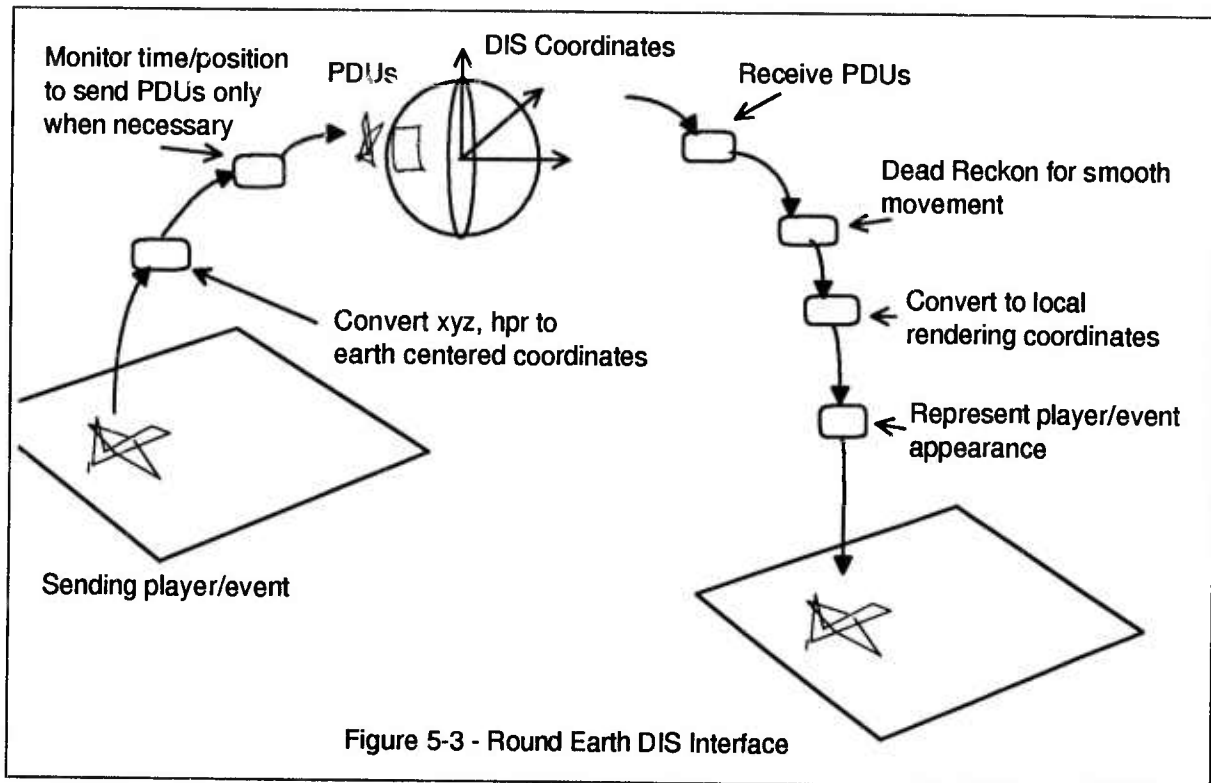 Monitor time/position
to send PDUs only
when necessary
PDUs
DIS Coordinates
Receive PDUs
Dead Reckon for smooth
movement
Convert xyz, hpr to
earth centered coordinates
Convert to local
rendering coordinates
Represent player/event
appearance
Sending player/event
Figure 5-3 - Round Earth DIS Interface